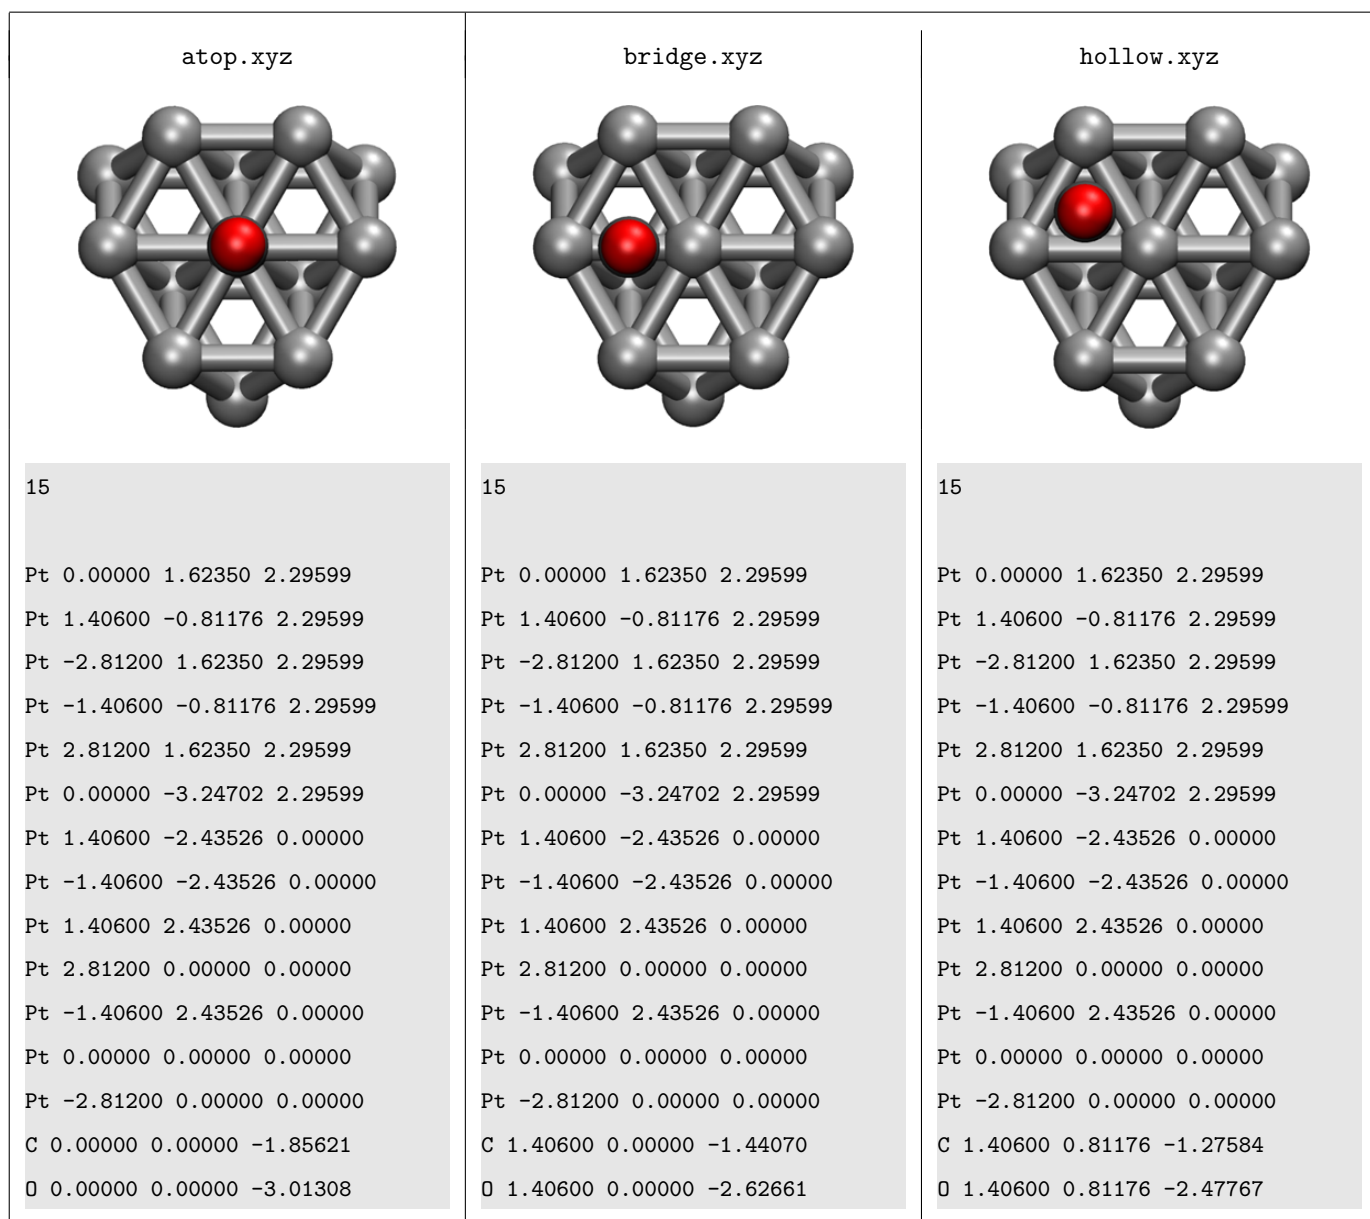 atop.xyz
bridge.xyz
hollow.xyz
15
Pt 0.00000 1.62350 2.29599
Pt 1.40600 -0.81176 2.29599
Pt -2.81200 1.62350 2.29599
Pt -1.40600 -0.81176 2.29599
Pt 2.81200 1.62350 2.29599
Pt 0.00000 -3.24702 2.29599
Pt 1.40600 -2.43526 0.00000
Pt -1.40600 -2.43526 0.00000
Pt 1.40600 2.43526 0.00000
Pt 2.81200 0.00000 0.00000
Pt -1.40600 2.43526 0.00000
Pt 0.00000 0.00000 0.00000
Pt -2.81200 0.00000 0.00000
C 0.00000 0.00000 -1.85621
O 0.00000 0.00000 -3.01308
15
Pt 0.00000 1.62350 2.29599
Pt 1.40600 -0.81176 2.29599
Pt -2.81200 1.62350 2.29599
Pt -1.40600 -0.81176 2.29599
Pt 2.81200 1.62350 2.29599
Pt 0.00000 -3.24702 2.29599
Pt 1.40600 -2.43526 0.00000
Pt -1.40600 -2.43526 0.00000
Pt 1.40600 2.43526 0.00000
Pt 2.81200 0.00000 0.00000
Pt -1.40600 2.43526 0.00000
Pt 0.00000 0.00000 0.00000
Pt -2.81200 0.00000 0.00000
C 1.40600 0.00000 -1.44070
O 1.40600 0.00000 -2.62661
15
Pt 0.00000 1.62350 2.29599
Pt 1.40600 -0.81176 2.29599
Pt -2.81200 1.62350 2.29599
Pt -1.40600 -0.81176 2.29599
Pt 2.81200 1.62350 2.29599
Pt 0.00000 -3.24702 2.29599
Pt 1.40600 -2.43526 0.00000
Pt -1.40600 -2.43526 0.00000
Pt 1.40600 2.43526 0.00000
Pt 2.81200 0.00000 0.00000
Pt -1.40600 2.43526 0.00000
Pt 0.00000 0.00000 0.00000
Pt -2.81200 0.00000 0.00000
C 1.40600 0.81176 -1.27584
O 1.40600 0.81176 -2.47767